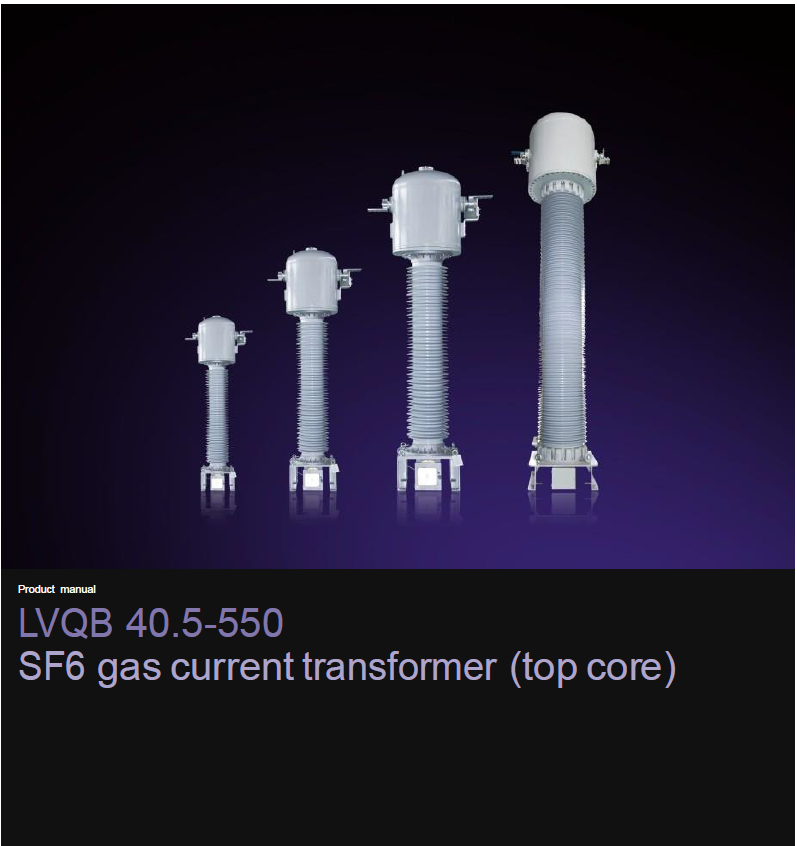 Product manual
LVQB 40.5-550
SF6 gas current transformer (top core)